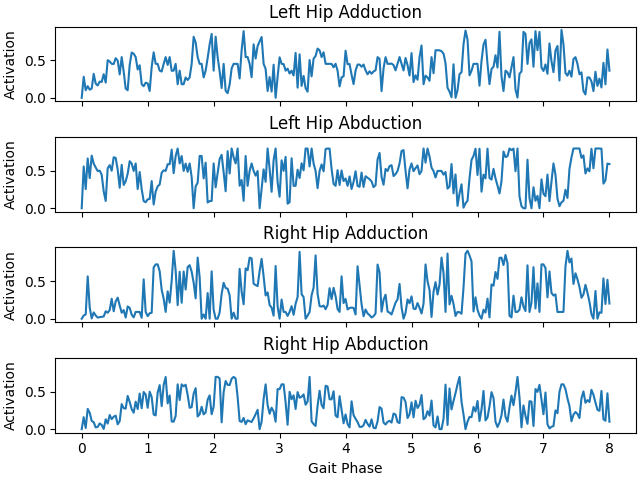 Left Hip Adduction
Activation
0.5
0.0
Left Hip Abduction
Activation
0.5
0.0
Right Hip Adduction
Activation
0.5
0.0
Right Hip Abduction
Activation
0.5
0.0
0 1 2 3 4 5 6 7 8
Gait Phase